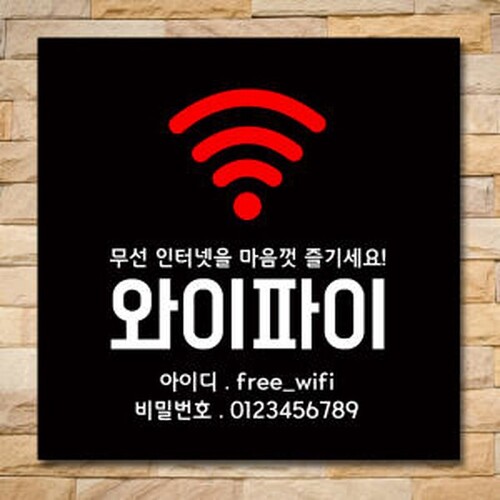 무선 인터넷을 마음껏 즐기세요!
와이파이
아이디 . free_wifi
비밀번호 . 0123456789